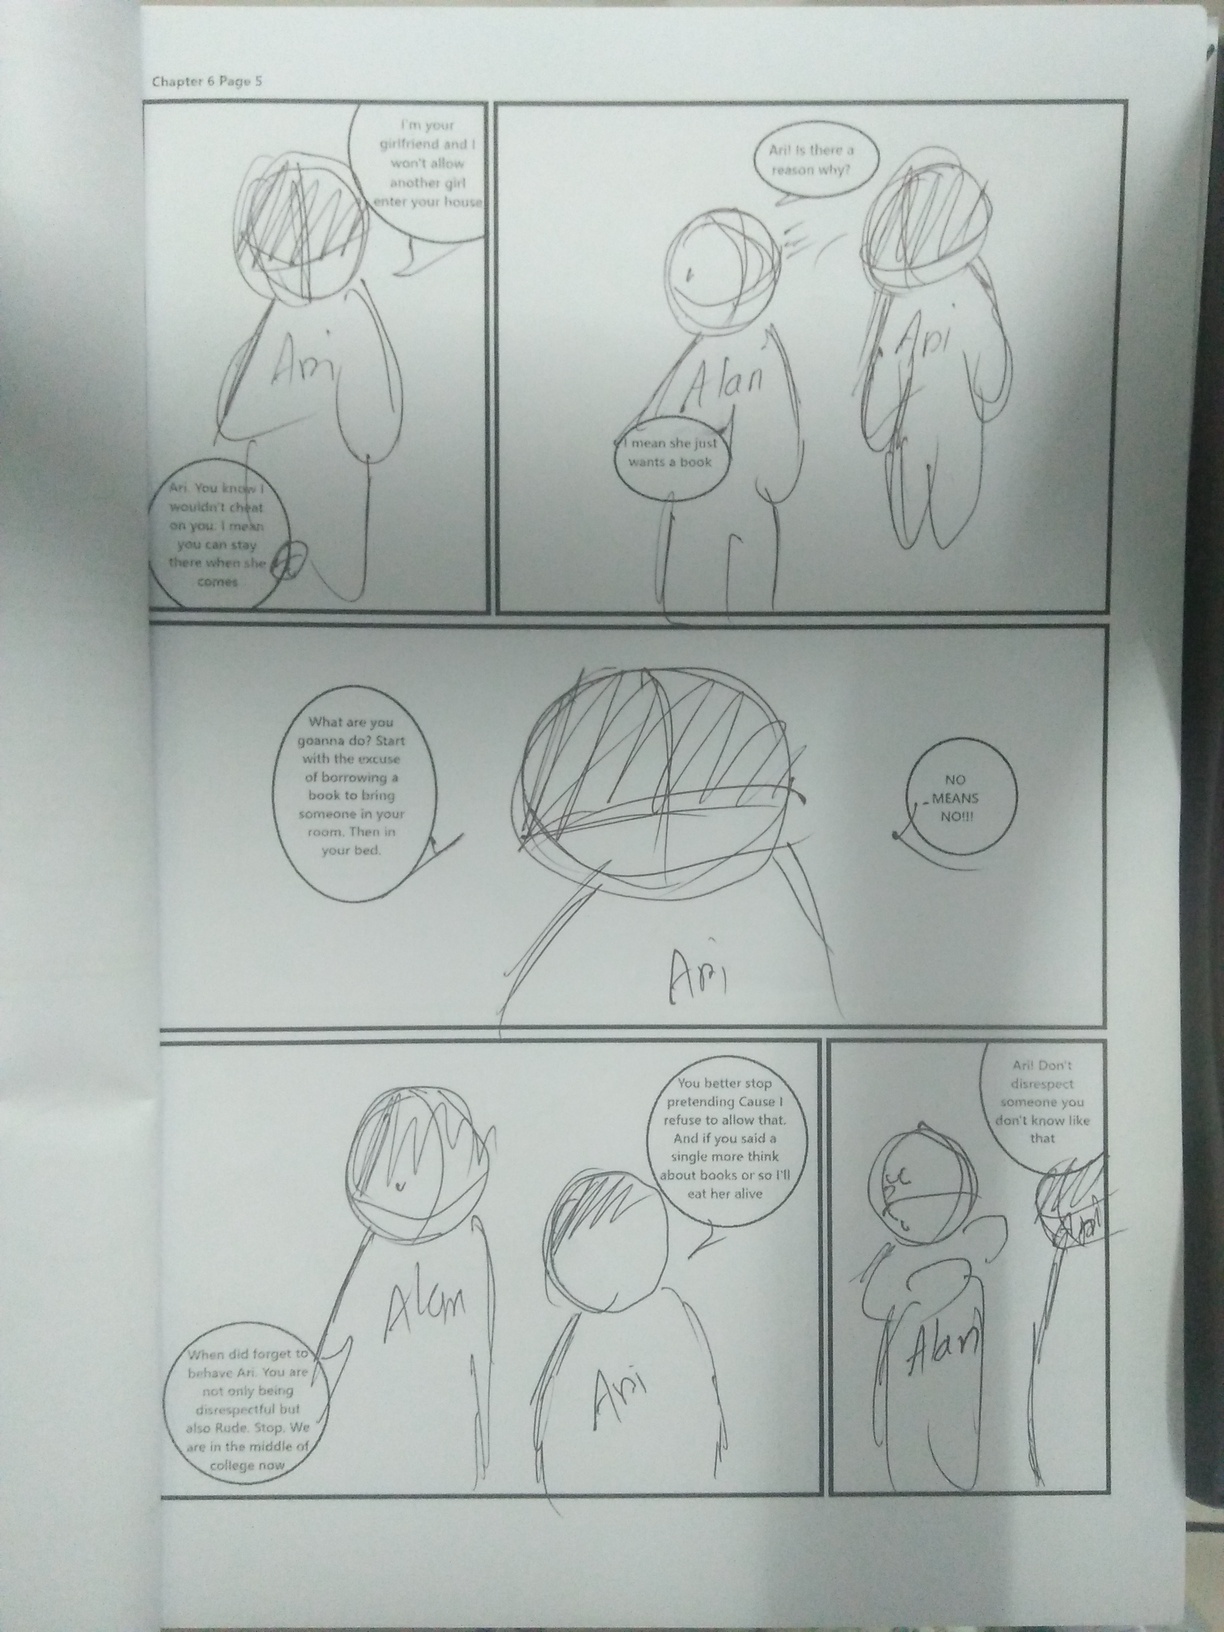 Chapter 6 Page 5
I'm your
girlfriend and I
won't allow
another girl
enter your house
Ari
Ari. You know I
wouldn't cheat
on you. I mean
you can stay
there when she
comes
Ari! Is there a
reason why?
Alan
Ari
I mean she just
wants a book
What are you
goanna do? Start
with the excuse
of borrowing a
book to bring
someone in your
room. Then in
your bed.
NO
MEANS
NO!!!
Ari
You better stop
pretending Cause I
refuse to allow that.
And if you said a
single more think
about books or so I'll
eat her alive
Alan
Ari
When did forget to
behave Ari. You are
not only being
disrespectful but
also Rude. Stop. We
are in the middle of
college now
Ari! Don't
disrespect
someone you
don't know like
that
Ari
Alan